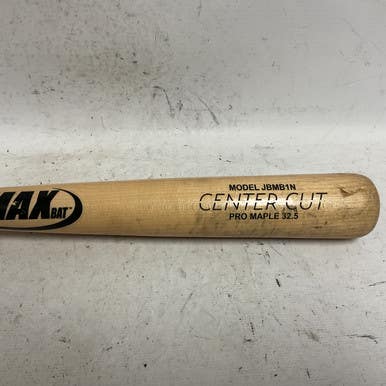 MAX
BAT
MODEL JBMB1N
CENTER CUT
PRO MAPLE 32.5